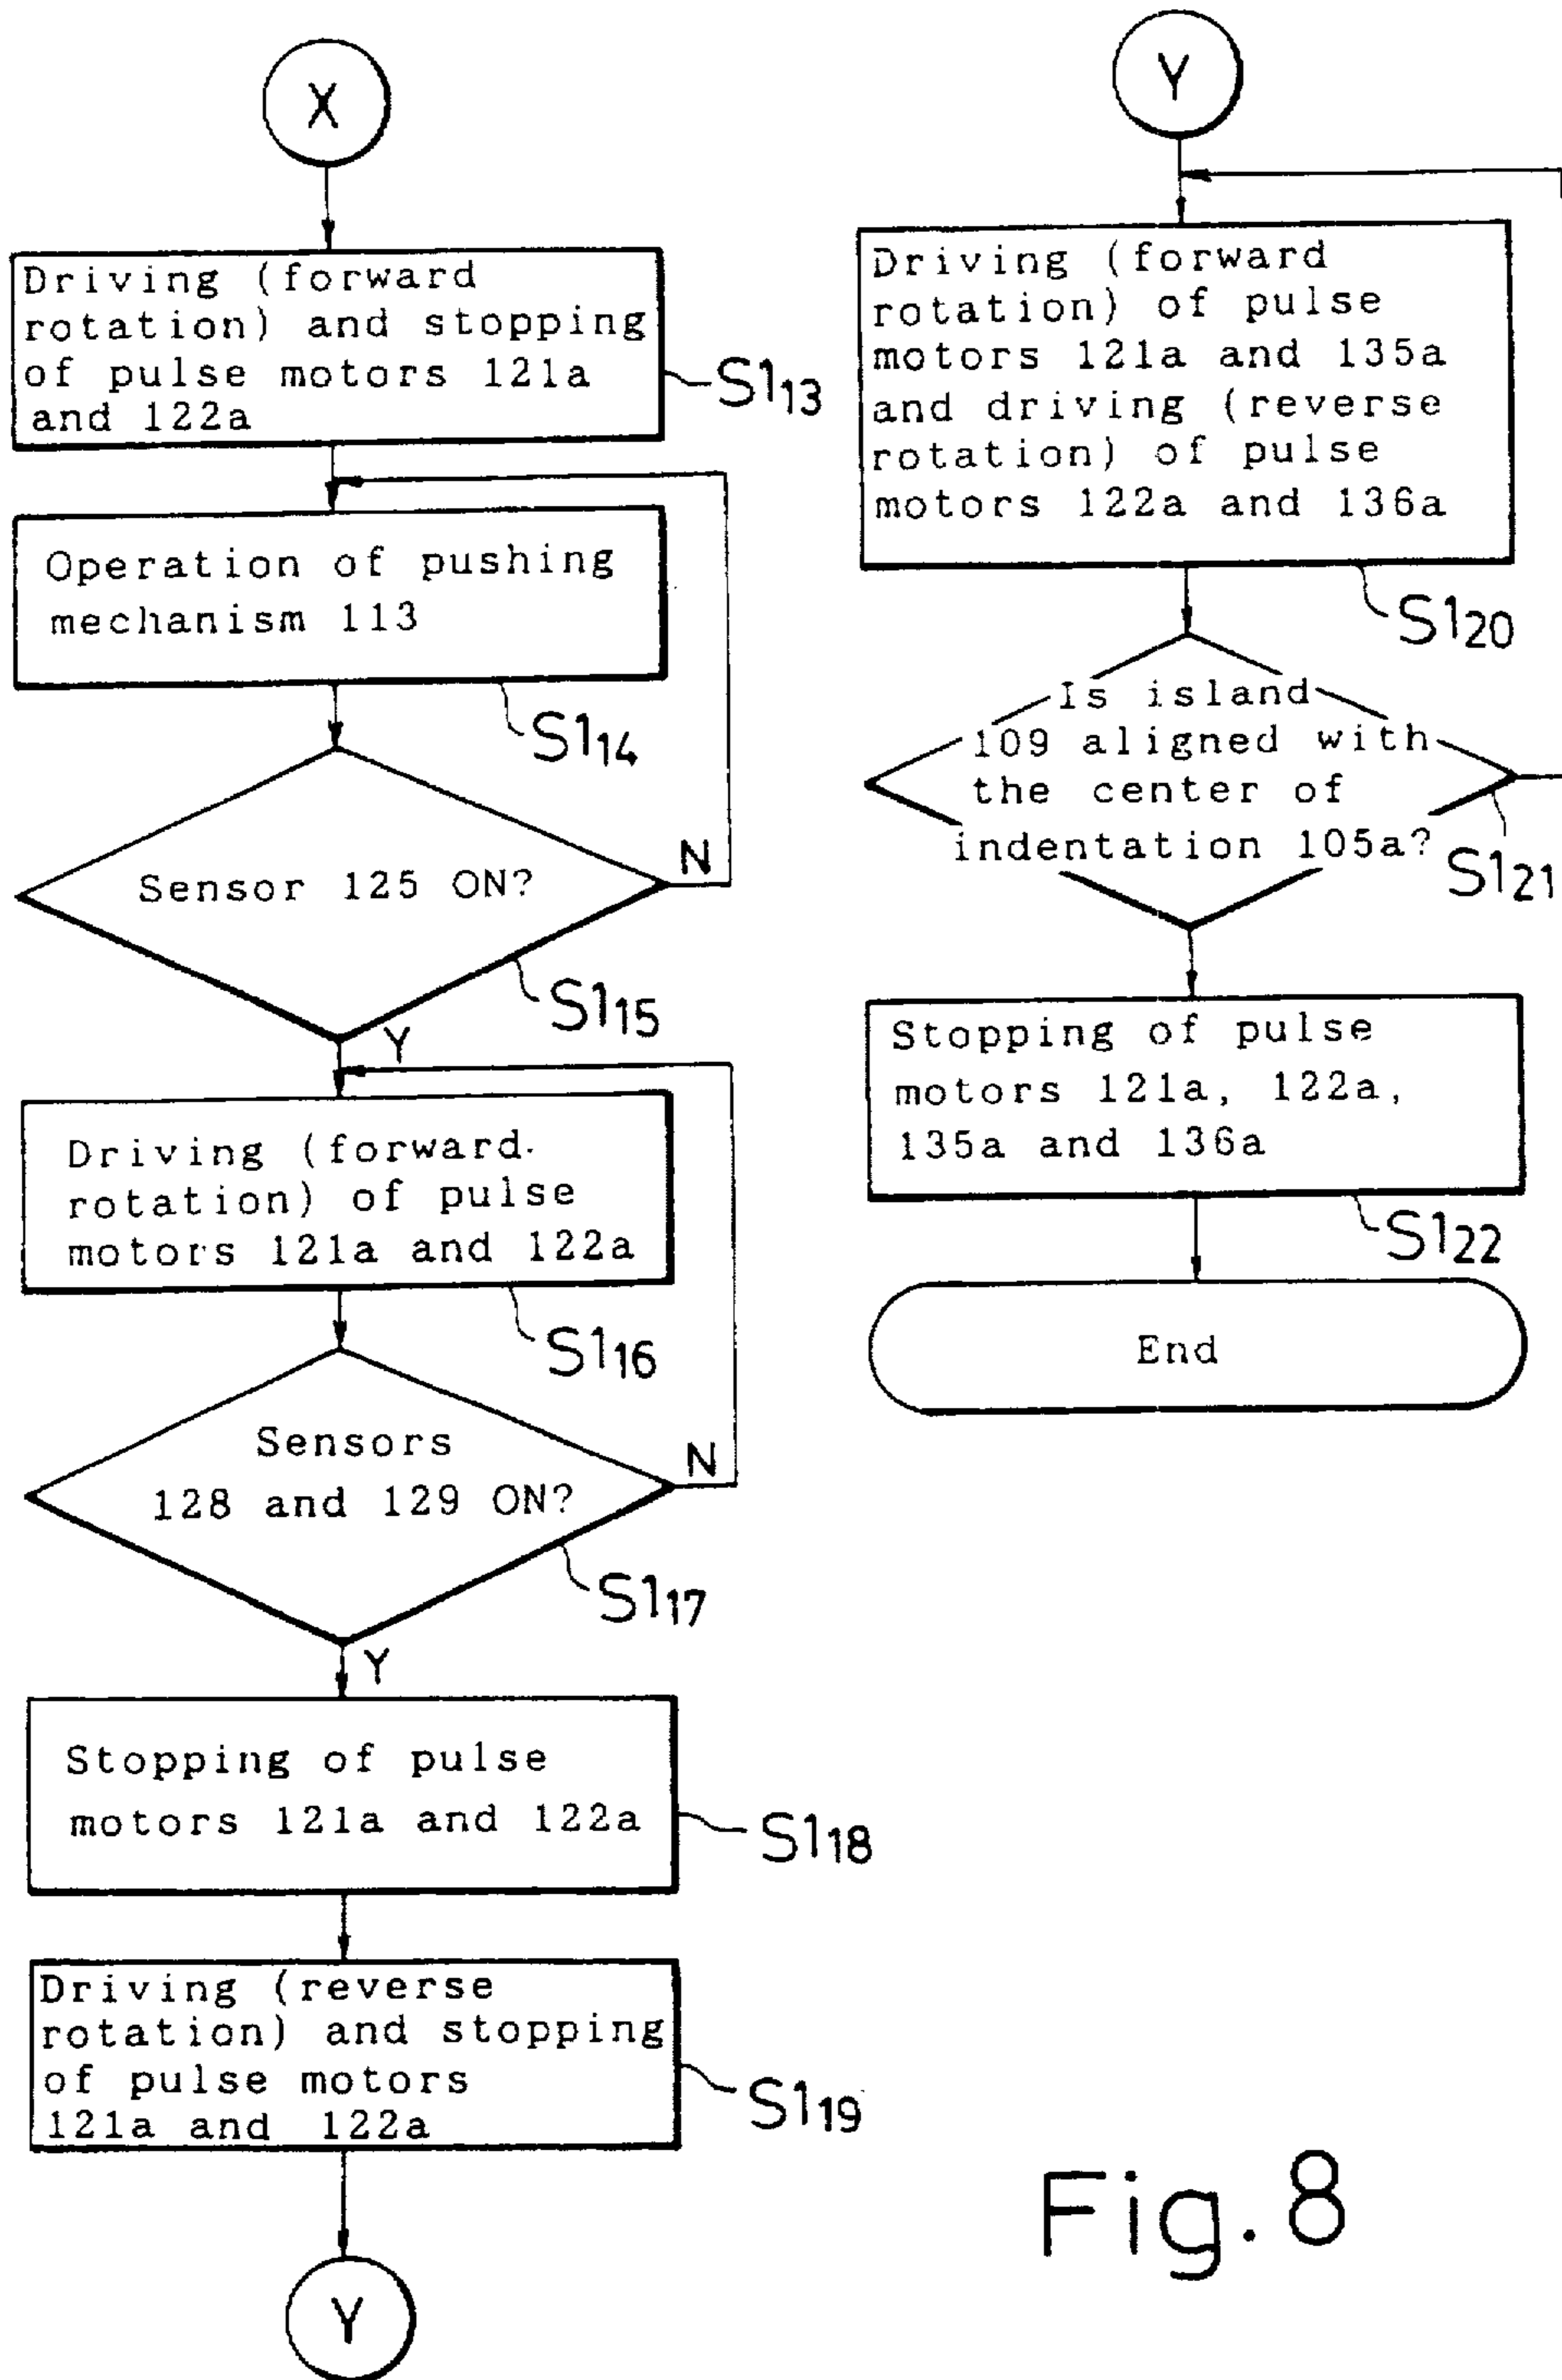 X
Driving (forward
rotation) and stopping
of pulse motors 121a
and 122a
S113
Operation of pushing
mechanism 113
S114
Sensor 125 ON?
N
S115
Y
Driving (forward
rotation) of pulse
motors 121a and 122a
S116
Sensors
128 and 129 ON?
N
S117
Y
Stopping of pulse
motors 121a and 122a
S118
Driving (reverse
rotation) and stopping
of pulse motors
121a and 122a
S119
Y
Y
Driving (forward
rotation) of pulse
motors 121a and 135a
and driving (reverse
rotation) of pulse
motors 122a and 136a
S120
Is island
109 aligned with
the center of
indentation 105a?
S121
Stopping of pulse
motors 121a, 122a,
135a and 136a
S122
End
Fig. 8